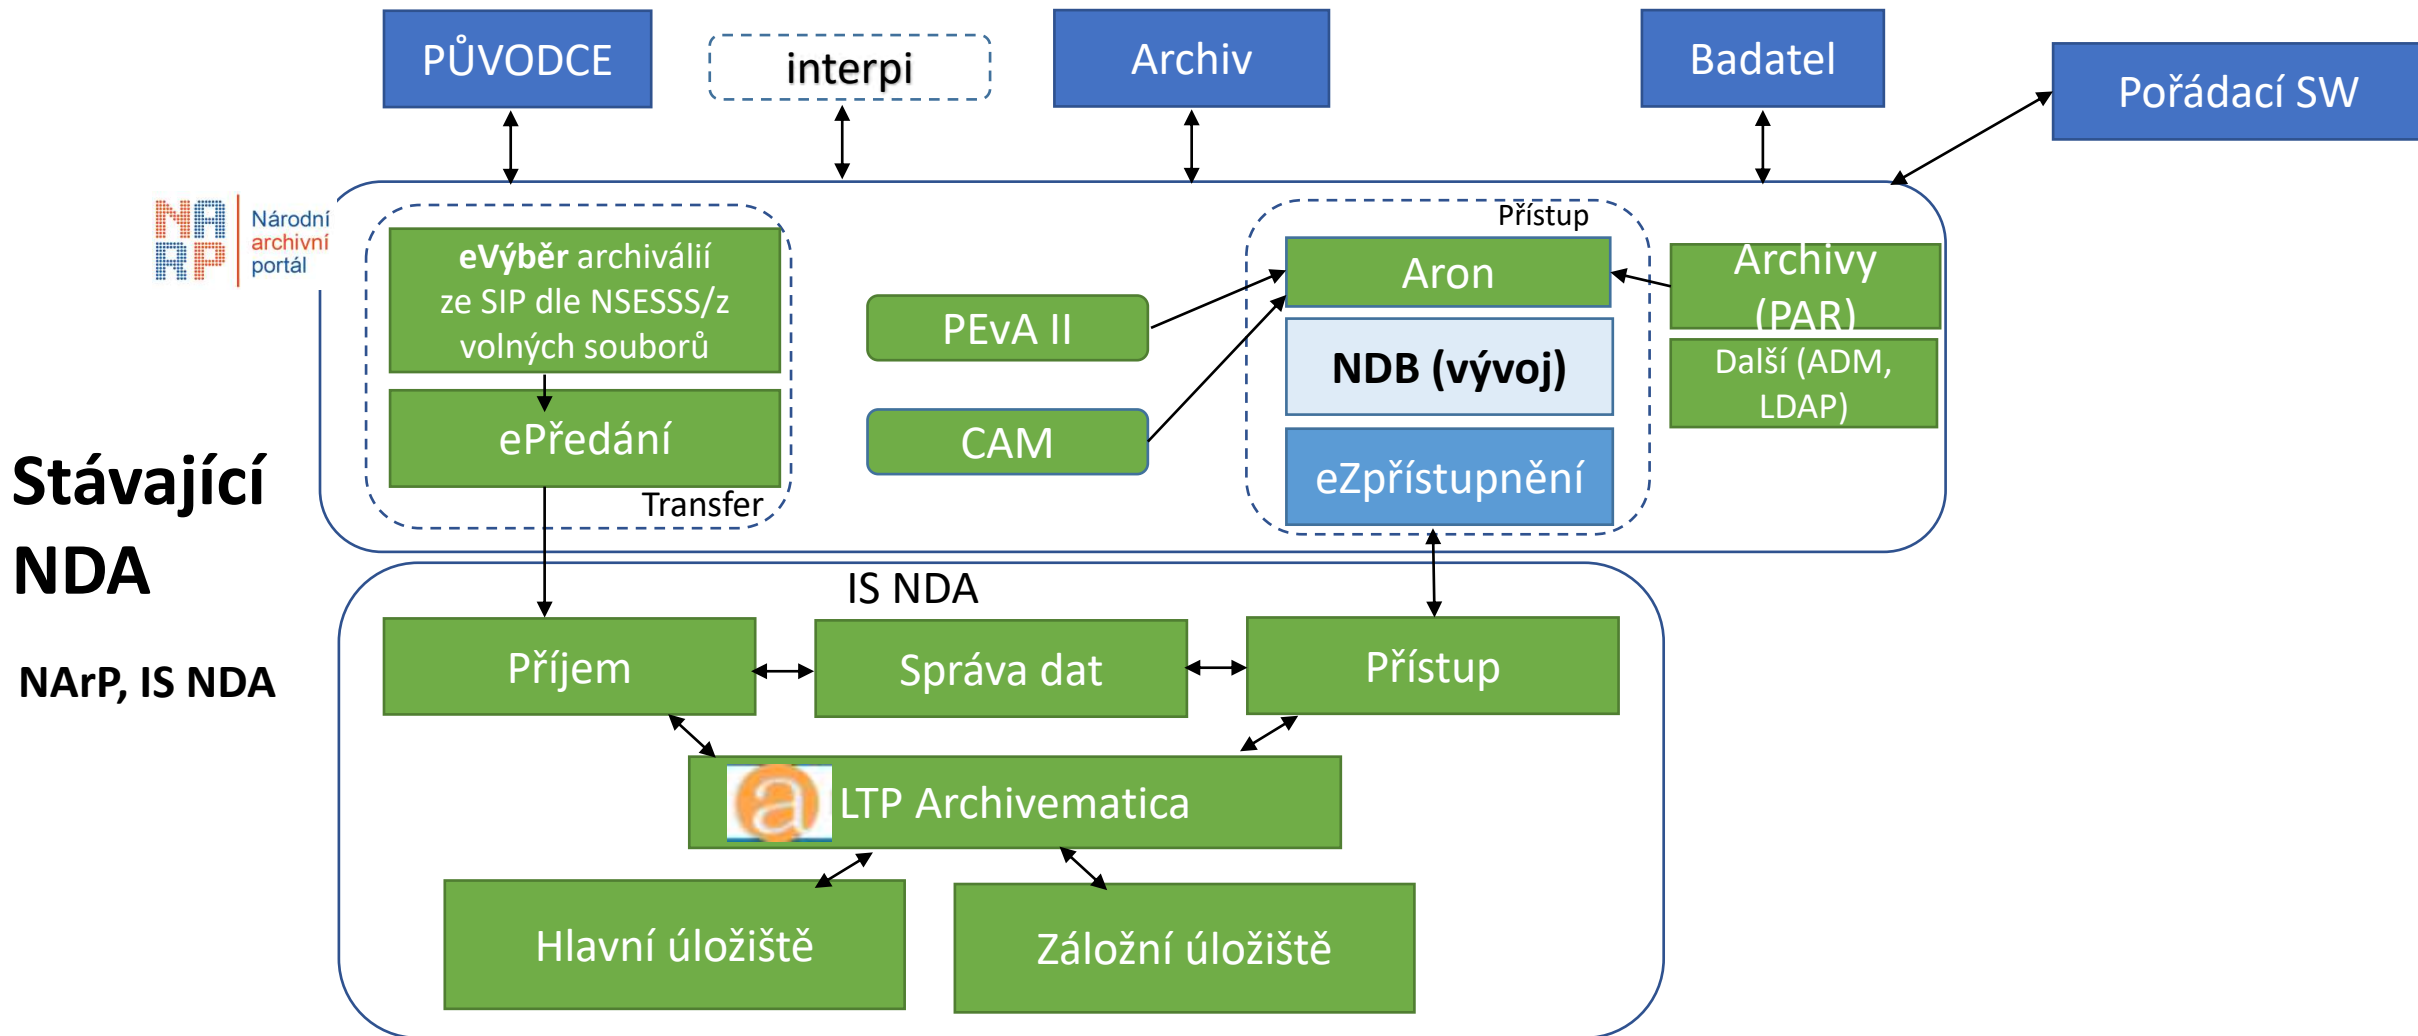 PŮVODCE
interpi
Archiv
Badatel
Pořádací SW
NA
RP
Národní
archivní
portál
eVýběr archiválií
ze SIP dle NSESSS/z
volných souborů
ePředání
Transfer
PEvA II
CAM
Přístup
Aron
NDB (vývoj)
eZpřístupnění
Archivy
(PAR)
Další (ADM,
LDAP)
Stávající
NDA
NArP, IS NDA
IS NDA
Příjem
Správa dat
Přístup
a
LTP Archivematica
Hlavní úložiště
Záložní úložiště